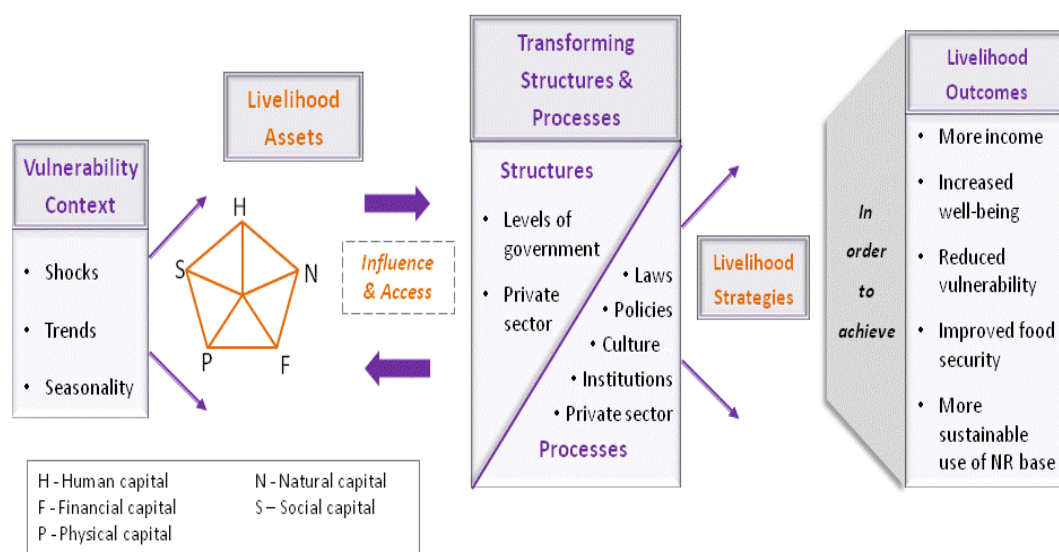 Vulnerability
Context
• Shocks
• Trends
• Seasonality
Livelihood
Assets
H
S
N
P
F
Influence
& Access
Transforming
Structures &
Processes
Structures
• Levels of
government
• Private
sector
• Laws
• Policies
• Culture
• Institutions
• Private sector
Processes
Livelihood
Strategies
In
order
to
achieve
Livelihood
Outcomes
• More income
• Increased
well-being
• Reduced
vulnerability
• Improved food
security
• More
sustainable
use of NR base
H - Human capital
N - Natural capital
F - Financial capital
S – Social capital
P - Physical capital